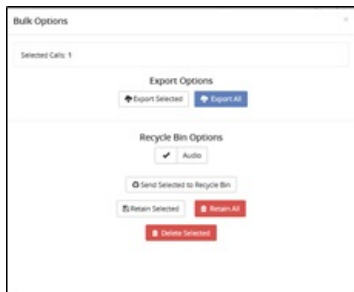 Bulk Options
×
Selected Calls: 1
Export Options
Export Selected
Export All
Recycle Bin Options
Audio
Send Selected to Recycle Bin
Retain Selected
Retain All
Delete Selected